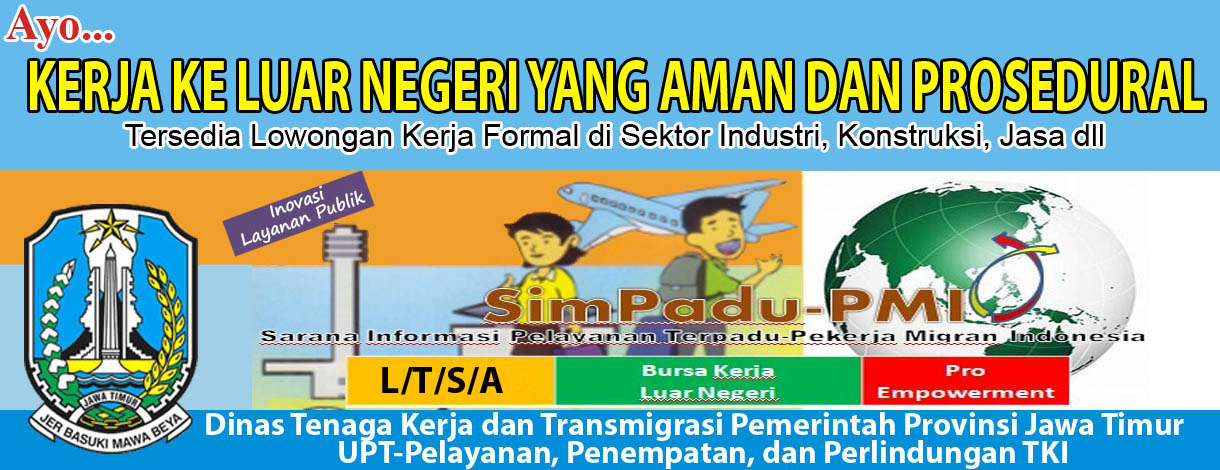 Ayo...
KERJA KE LUAR NEGERI YANG AMAN DAN PROSEDURAL
Tersedia Lowongan Kerja Formal di Sektor Industri, Konstruksi, Jasa dll
Inovasi
Layanan Publik
SimPadu-PMI
Sarana Informasi Pelayanan Terpadu-Pekerja Migran Indonesia
L/T/S/A
Bursa Kerja
Luar Negeri
Pro
Empowerment
JAWA TIMUR
JER BASUKI MAWA BEYA
Dinas Tenaga Kerja dan Transmigrasi Pemerintah Provinsi Jawa Timur
UPT-Pelayanan, Penempatan, dan Perlindungan TKI